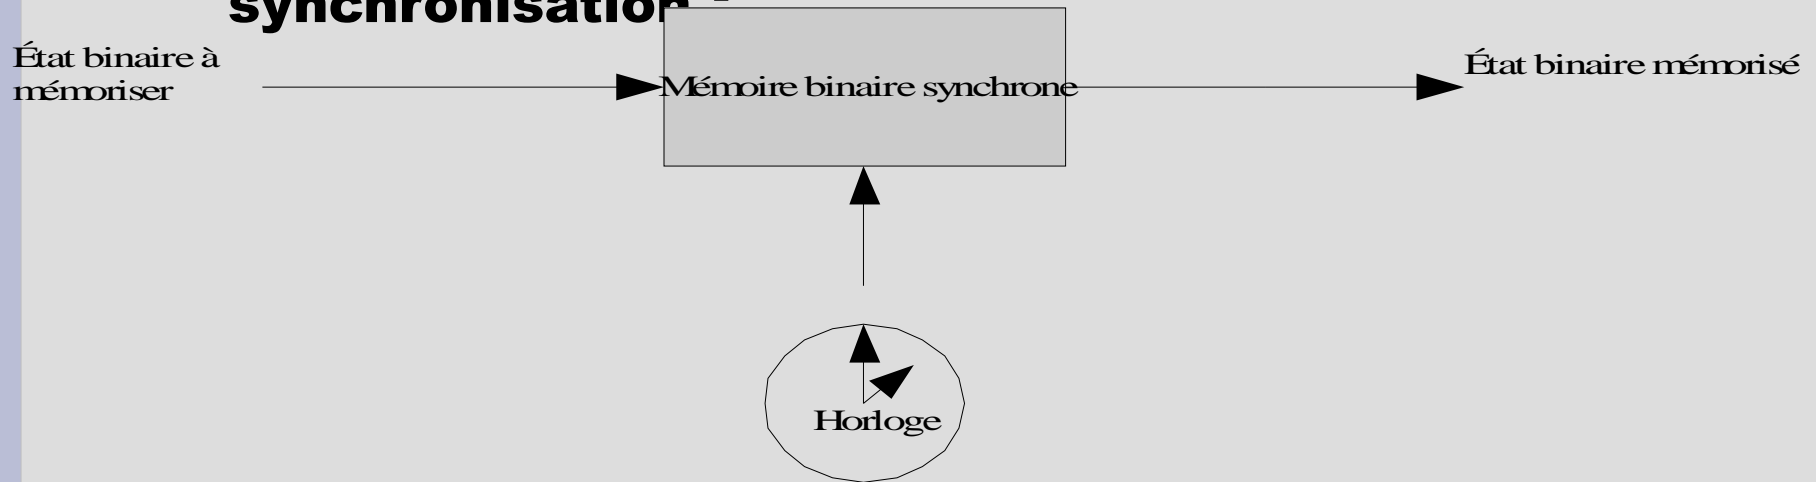 synchronisation :
État binaire à
mémoriser
Mémoire binaire synchrone
État binaire mémorisé
Horloge